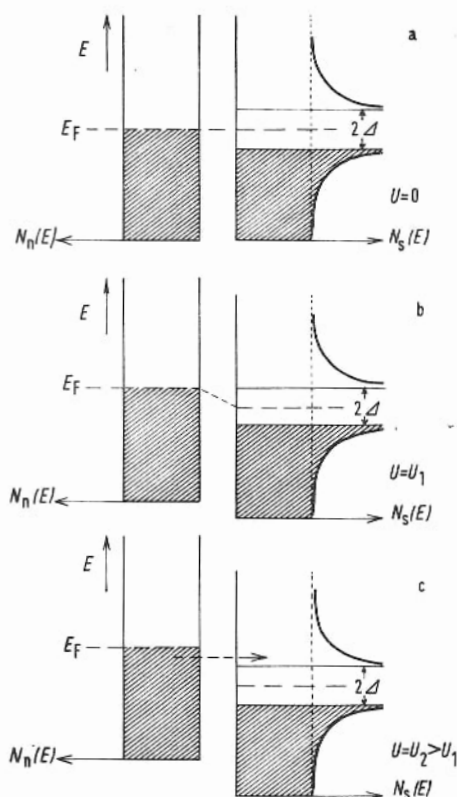 a
E
E_F
2Δ
U=0
N_n(E)
N_s(E)
b
E
E_F
2Δ
U=U_1
N_n(E)
N_s(E)
c
E
E_F
2Δ
N_n(E)
U=U_2>U_1
N_s(E)